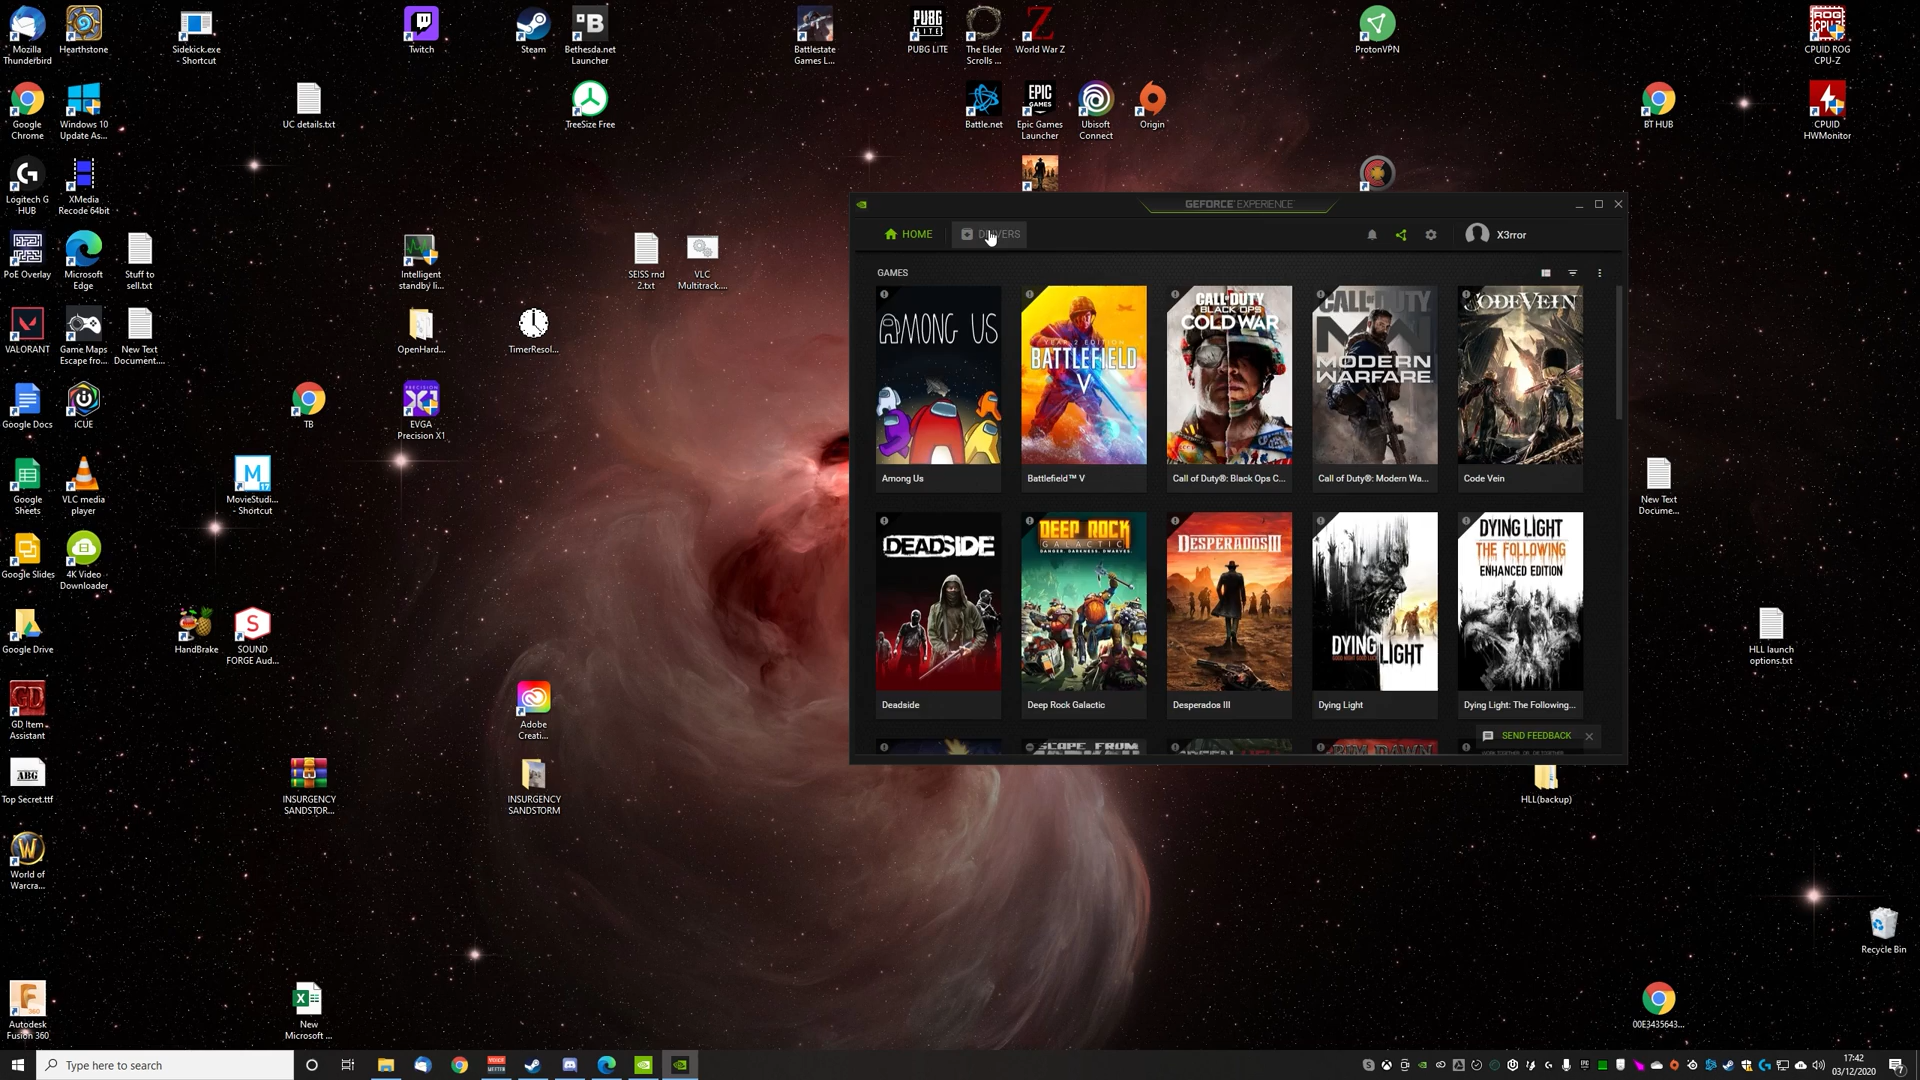 Mozilla Thunderbird
Hearthstone
Sidekick.exe - Shortcut
Twitch
Steam
Bethesda.net Launcher
Battlestate Games L...
PUBG LITE
The Elder Scrolls ...
World War Z
ProtonVPN
CPUID ROG CPU-Z
Google Chrome
Windows 10 Update As...
UC details.txt
TreeSize Free
Battle.net
Epic Games Launcher
Ubisoft Connect
Origin
BT HUB
CPUID HWMonitor
Logitech G HUB
XMedia Recode 64bit
PoE Overlay
Microsoft Edge
Stuff to sell.txt
Intelligent standby li...
SEISS rnd 2.txt
VLC Multitrack....
VALORANT
Game Maps Escape fro...
New Text Document....
OpenHard...
TimerResol...
Google Docs
iCUE
TB
EVGA Precision X1
Google Sheets
VLC media player
MovieStudi... - Shortcut
New Text Docume...
Google Slides
4K Video Downloader
Google Drive
HandBrake
SOUND FORGE Aud...
HLL launch options.txt
GD Item Assistant
Adobe Creati...
Top Secret.ttf
INSURGENCY SANDSTOR...
INSURGENCY SANDSTORM
HLL(backup)
World of Warcra...
Recycle Bin
Autodesk Fusion 360
New Microsoft ...
00E3435643...
GEFORCE EXPERIENCE
HOME
DRIVERS
X3rror
GAMES
AMONG US
YEAR 2 EDITION
BATTLEFIELD V
CALL OF DUTY
BLACK OPS
COLD WAR
CALL OF DUTY
MODERN WARFARE
CODE VEIN
Among Us
Battlefield™ V
Call of Duty®: Black Ops C...
Call of Duty®: Modern Wa...
Code Vein
DEADSIDE
DEEP ROCK GALACTIC
DANGER. DARKNESS. DWARVES.
DESPERADOS III
DYING LIGHT
DYING LIGHT
THE FOLLOWING
ENHANCED EDITION
Deadside
Deep Rock Galactic
Desperados III
Dying Light
Dying Light: The Following...
SEND FEEDBACK
Type here to search
17:42
03/12/2020